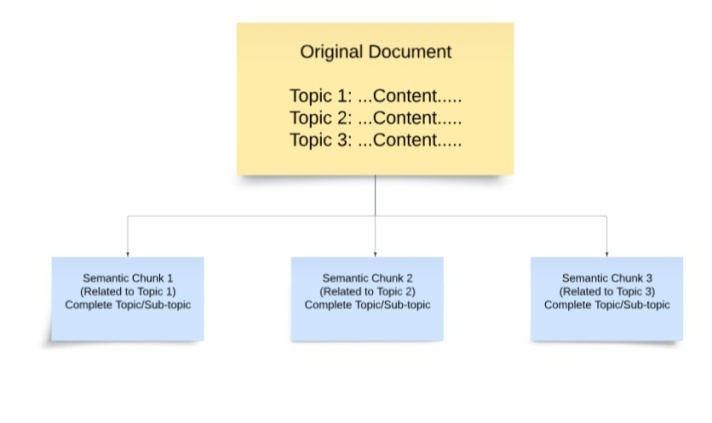 Original Document
Topic 1: ...Content.....
Topic 2: ...Content.....
Topic 3: ...Content.....
Semantic Chunk 1
(Related to Topic 1)
Complete Topic/Sub-topic
Semantic Chunk 2
(Related to Topic 2)
Complete Topic/Sub-topic
Semantic Chunk 3
(Related to Topic 3)
Complete Topic/Sub-topic